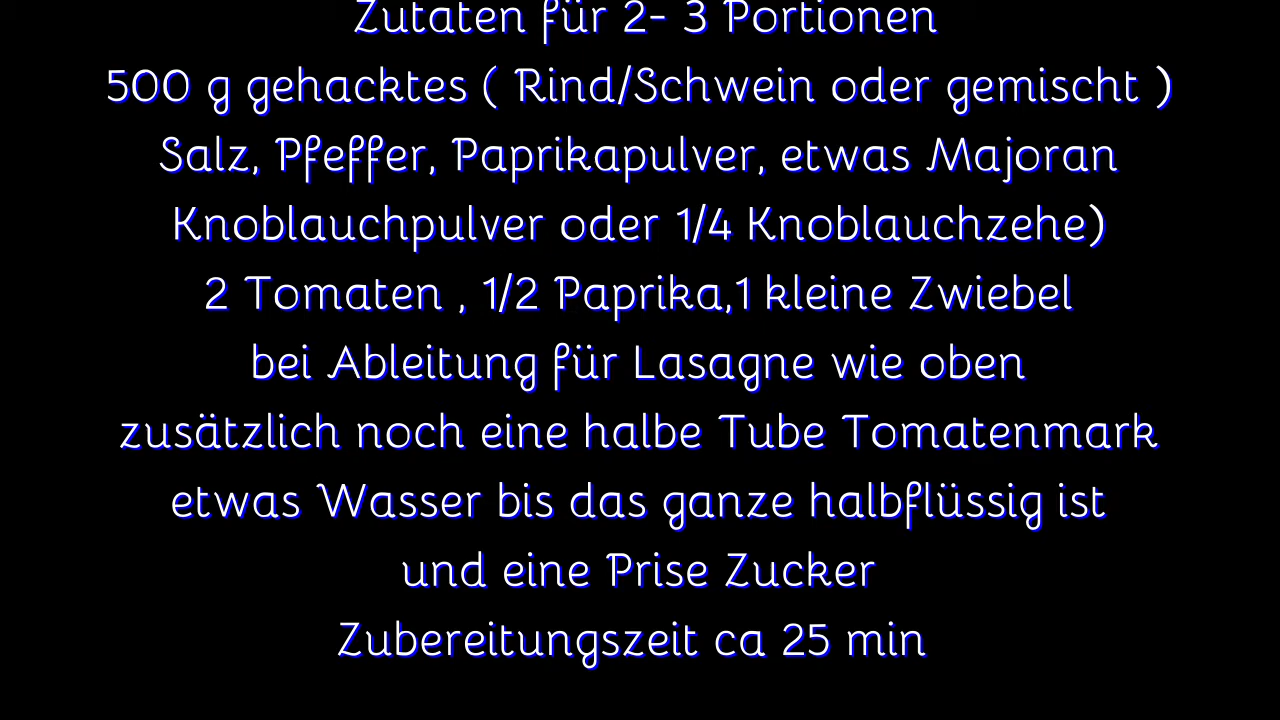 Zutaten für 2- 3 Portionen
500 g gehacktes ( Rind/Schwein oder gemischt )
Salz, Pfeffer, Paprikapulver, etwas Majoran
Knoblauchpulver oder 1/4 Knoblauchzehe)
2 Tomaten , 1/2 Paprika,1 kleine Zwiebel
bei Ableitung für Lasagne wie oben
zusätzlich noch eine halbe Tube Tomatenmark
etwas Wasser bis das ganze halbflüssig ist
und eine Prise Zucker
Zubereitungszeit ca 25 min